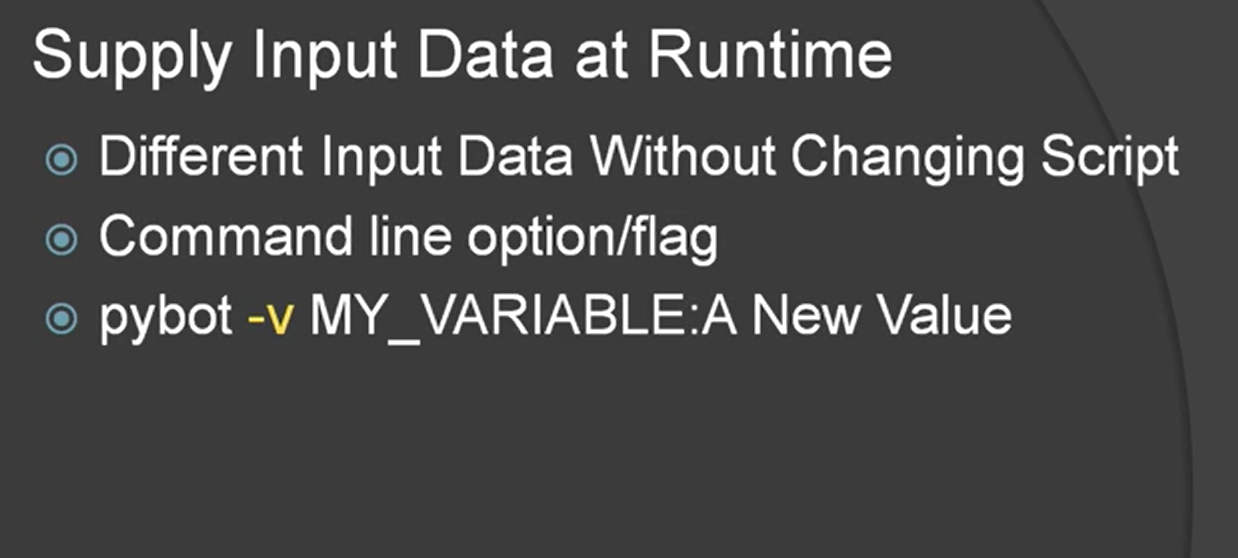 Supply Input Data at Runtime
Different Input Data Without Changing Script
Command line option/flag
pybot -v MY_VARIABLE:A New Value